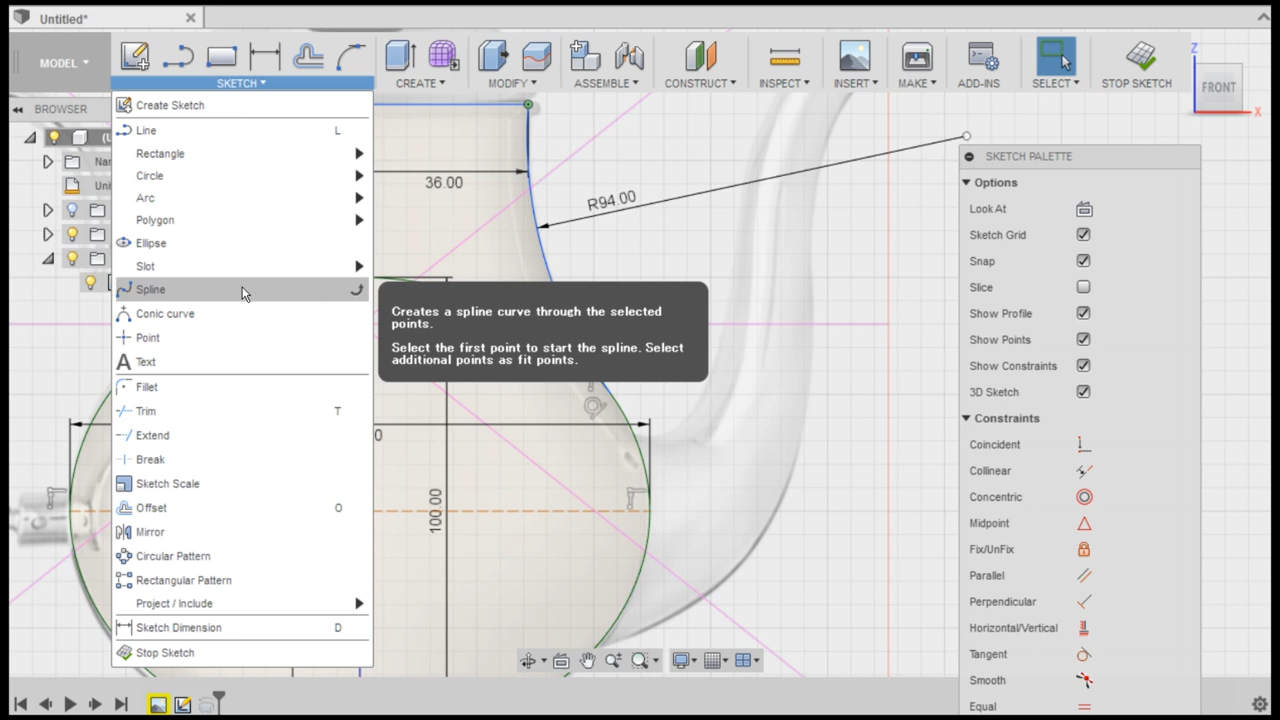 Untitled*
MODEL
SKETCH
CREATE
MODIFY
ASSEMBLE
CONSTRUCT
INSPECT
INSERT
MAKE
ADD-INS
SELECT
STOP SKETCH
Z
FRONT
X
BROWSER
Create Sketch
Line L
Rectangle
Circle
Arc
Polygon
Ellipse
Slot
Spline
Conic curve
Point
Text
Fillet
Trim T
Extend
Break
Sketch Scale
Offset O
Mirror
Circular Pattern
Rectangular Pattern
Project / Include
Sketch Dimension D
Stop Sketch
Creates a spline curve through the selected
points.
Select the first point to start the spline. Select
additional points as fit points.
36.00
R94.00
0
100.00
SKETCH PALETTE
Options
Look At
Sketch Grid
Snap
Slice
Show Profile
Show Points
Show Constraints
3D Sketch
Constraints
Coincident
Collinear
Concentric
Midpoint
Fix/UnFix
Parallel
Perpendicular
Horizontal/Vertical
Tangent
Smooth
Equal